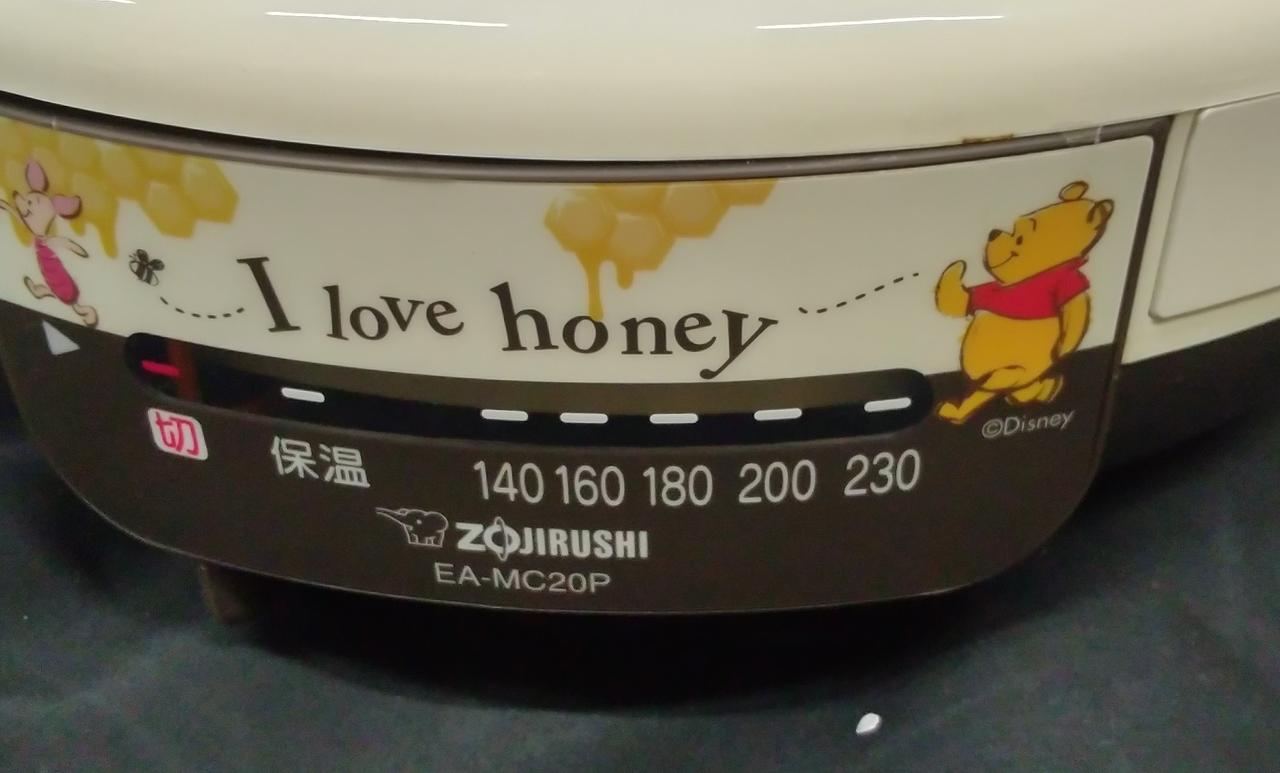 I love honey
©Disney
切 保温 140 160 180 200 230
ZOJIRUSHI
EA-MC20P